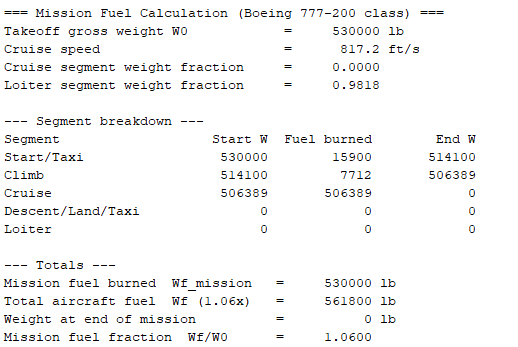 === Mission Fuel Calculation (Boeing 777-200 class) ===
Takeoff gross weight W0 = 530000 lb
Cruise speed = 817.2 ft/s
Cruise segment weight fraction = 0.0000
Loiter segment weight fraction = 0.9818
--- Segment breakdown ---
Segment Start W Fuel burned End W
Start/Taxi 530000 15900 514100
Climb 514100 7712 506389
Cruise 506389 506389 0
Descent/Land/Taxi 0 0 0
Loiter 0 0 0
--- Totals ---
Mission fuel burned Wf_mission = 530000 lb
Total aircraft fuel Wf (1.06x) = 561800 lb
Weight at end of mission = 0 lb
Mission fuel fraction Wf/W0 = 1.0600